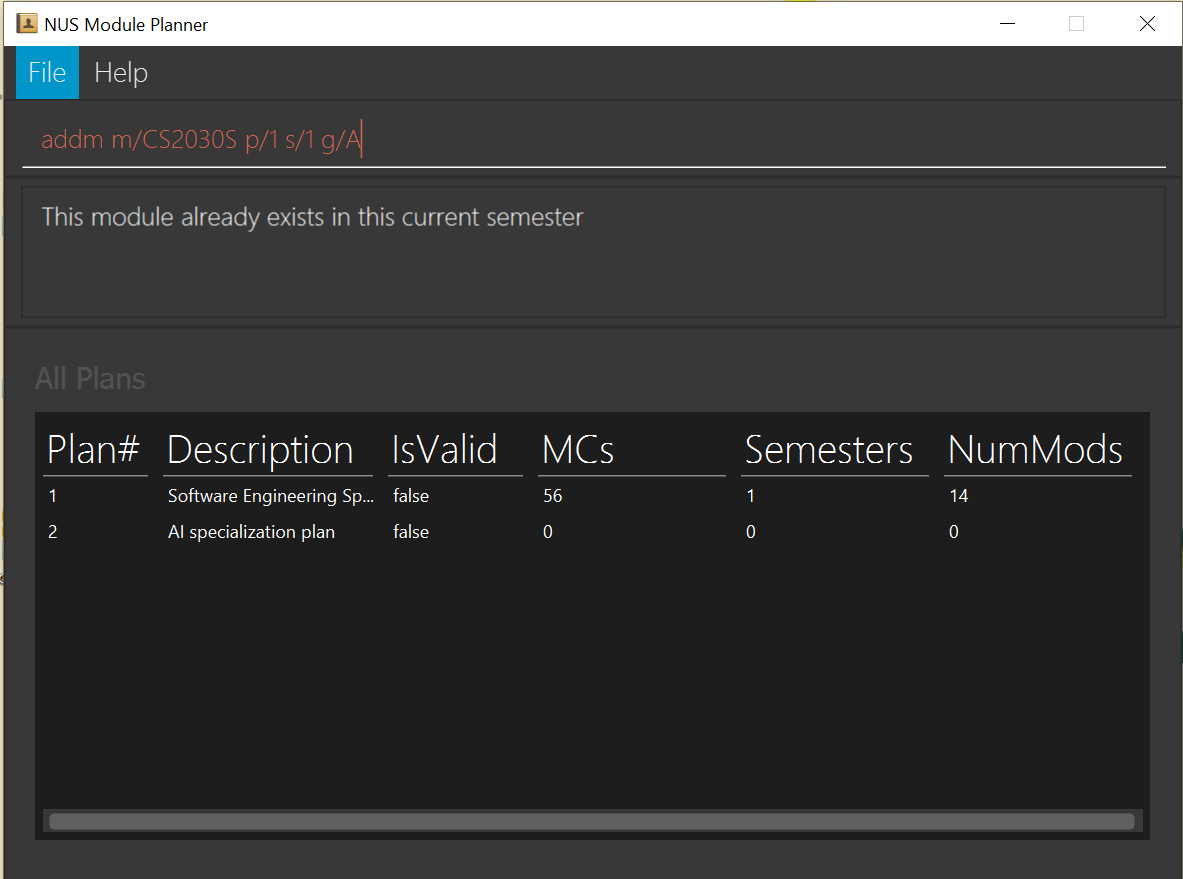 NUS Module Planner
File Help
addm m/CS2030S p/1 s/1 g/A
This module already exists in this current semester
All Plans
Plan# Description IsValid MCs Semesters NumMods
1 Software Engineering Sp... false 56 1 14
2 AI specialization plan false 0 0 0